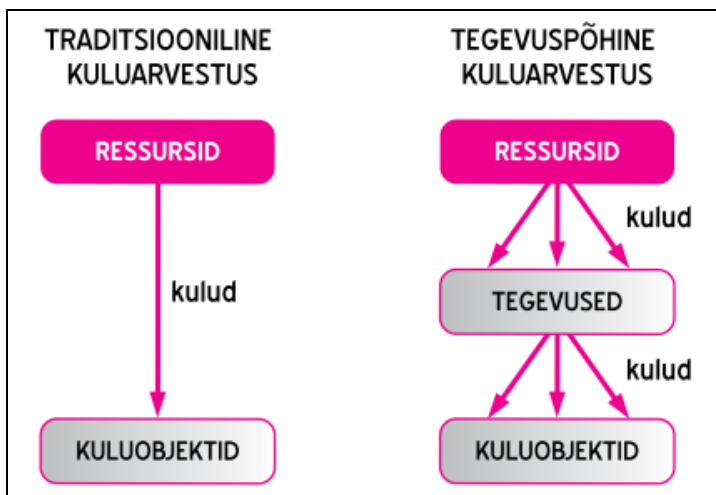 TRADITSIOONILINE
KULUARVESTUS
RESSURSID
kulud
KULUOBJEKTID
TEGEVUSPÕHINE
KULUARVESTUS
RESSURSID
kulud
TEGEVUSED
kulud
KULUOBJEKTID